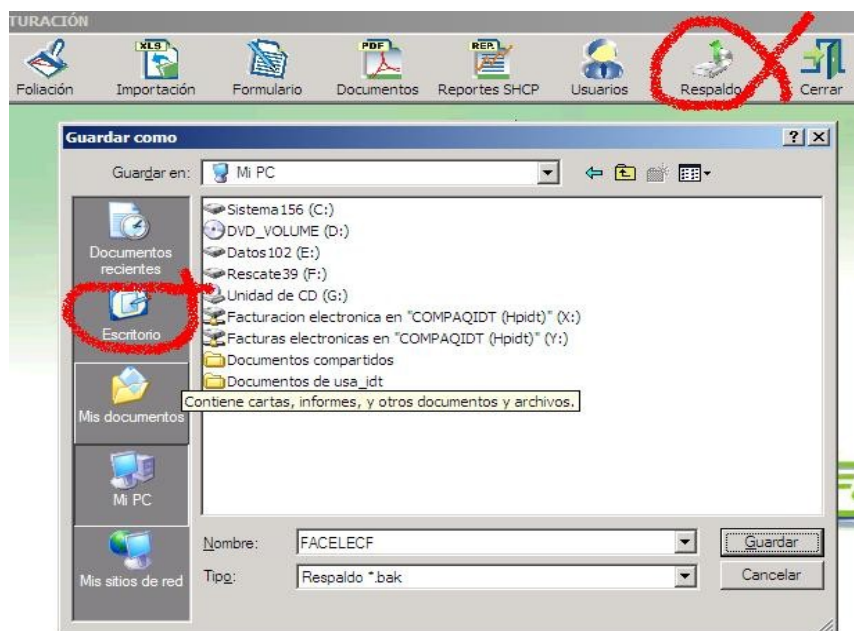 TURACIÓN
XLS PDF REP.
Foliación Importación Formulario Documentos Reportes SHCP Usuarios Respaldo Cerrar
Guardar como
Guardar en: Mi PC
Documentos recientes
Escritorio
Mis documentos
Mi PC
Mis sitios de red
Sistema156 (C:)
DVD_VOLUME (D:)
Datos102 (E:)
Rescate39 (F:)
Unidad de CD (G:)
Facturacion electronica en "COMPAQIDT (Hpidt)" (X:)
Facturas electronicas en "COMPAQIDT (Hpidt)" (Y:)
Documentos compartidos
Documentos de usa_idt
Contiene cartas, informes, y otros documentos y archivos.
Nombre: FACELECF Guardar
Tipo: Respaldo *.bak Cancelar